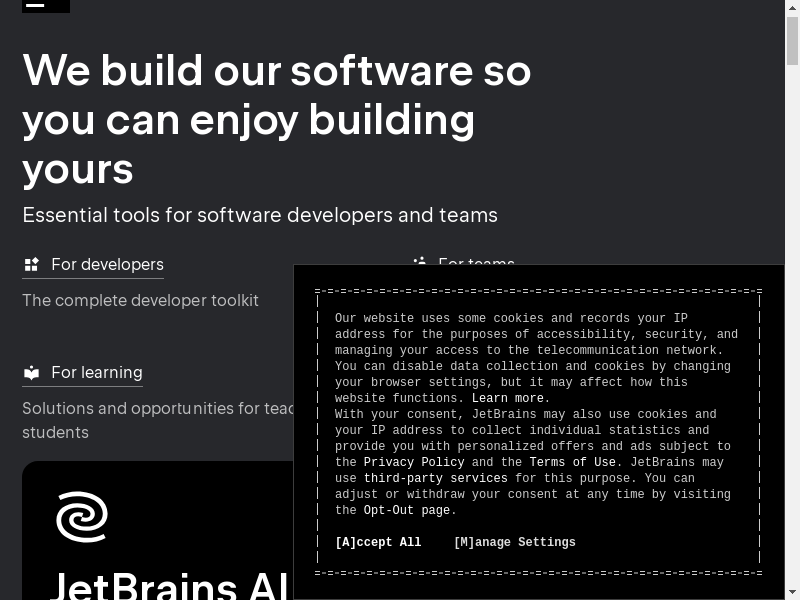 We build our software so
you can enjoy building
yours
Essential tools for software developers and teams
For developers
The complete developer toolkit
For teams
For learning
Solutions and opportunities for
students
JetBrains AI
Our website uses some cookies and records your IP
address for the purposes of accessibility, security, and
managing your access to the telecommunication network.
You can disable data collection and cookies by changing
your browser settings, but it may affect how this
website functions. Learn more.
With your consent, JetBrains may also use cookies and
your IP address to collect individual statistics and
provide you with personalized offers and ads subject to
the Privacy Policy and the Terms of Use. JetBrains may
use third-party services for this purpose. You can
adjust or withdraw your consent at any time by visiting
the Opt-Out page.
[A]ccept All [M]anage Settings